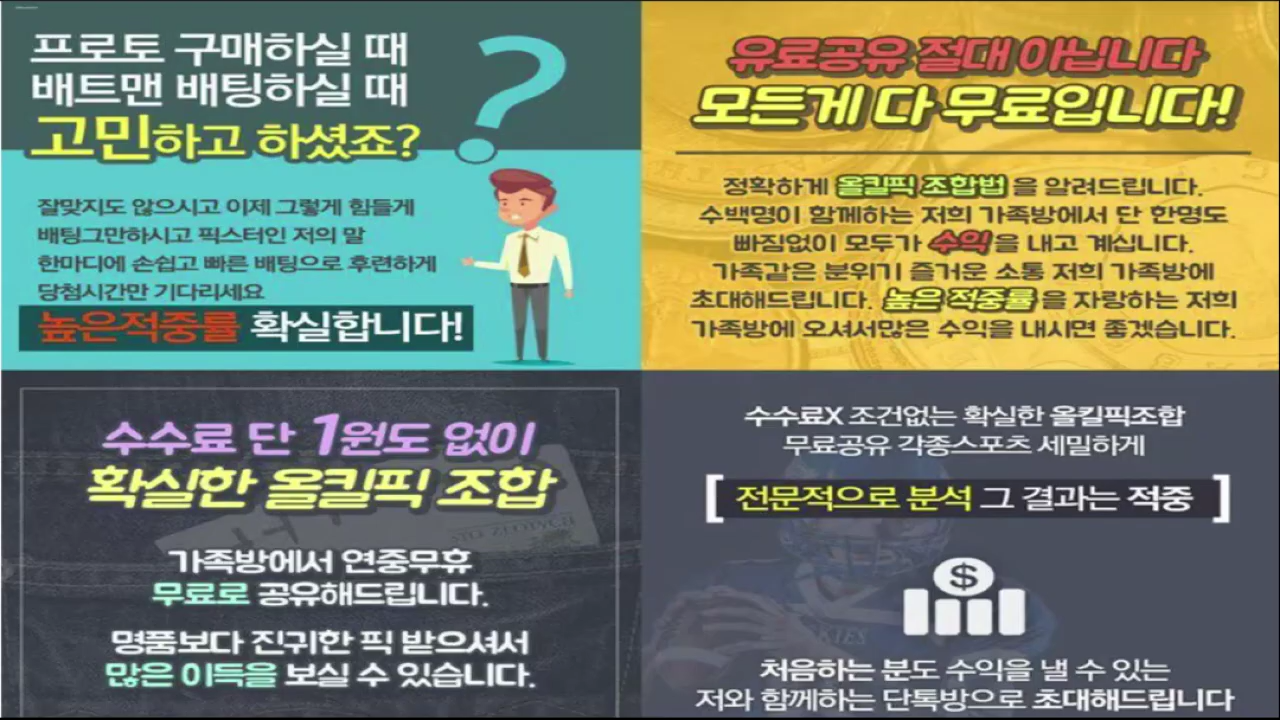 프로토 구매하실 때
배트맨 배팅하실 때
고민하고 하셨죠?
잘맞지도 않으시고 이제 그렇게 힘들게
배팅그만하시고 픽스터인 저의 말
한마디에 손쉽고 빠른 배팅으로 후련하게
당첨시간만 기다리세요
높은적중률 확실합니다!
유료공유 절대 아닙니다
모든게 다 무료입니다!
정확하게 올킬픽 조합법 을 알려드립니다.
수백명이 함께하는 저희 가족방에서 단 한명도
빠짐없이 모두가 수익을 내고 계십니다.
가족같은 분위기 즐거운 소통 저희 가족방에
초대해드립니다. 높은 적중률 을 자랑하는 저희
가족방에 오셔서많은 수익을 내시면 좋겠습니다.
수수료 단 1원도 없이
확실한 올킬픽 조합
가족방에서 연중무휴
무료로 공유해드립니다.
명품보다 진귀한 픽 받으셔서
많은 이득을 보실 수 있습니다.
수수료X 조건없는 확실한 올킬픽조합
무료공유 각종스포츠 세밀하게
[ 전문적으로 분석 그 결과는 적중 ]
$
처음하는 분도 수익을 낼 수 있는
저와 함께하는 단톡방으로 초대해드립니다